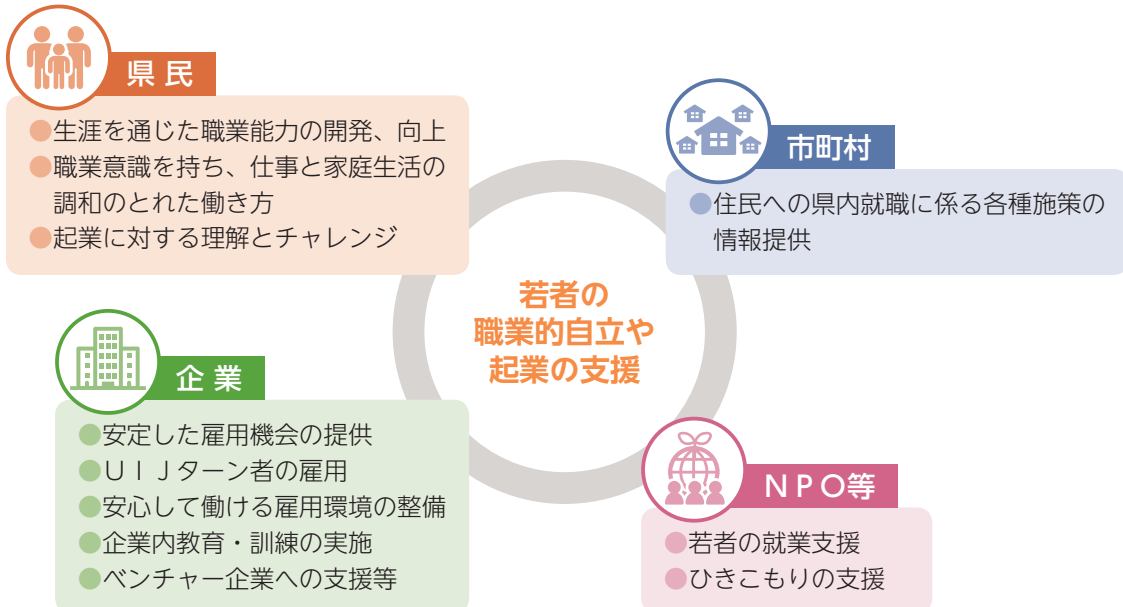 県民
●生涯を通じた職業能力の開発、向上
●職業意識を持ち、仕事と家庭生活の
調和のとれた働き方
●起業に対する理解とチャレンジ
市町村
●住民への県内就職に係る各種施策の
情報提供
若者の
職業的自立や
起業の支援
企業
●安定した雇用機会の提供
●ＵＩＪターン者の雇用
●安心して働ける雇用環境の整備
●企業内教育・訓練の実施
●ベンチャー企業への支援等
ＮＰＯ等
●若者の就業支援
●ひきこもりの支援